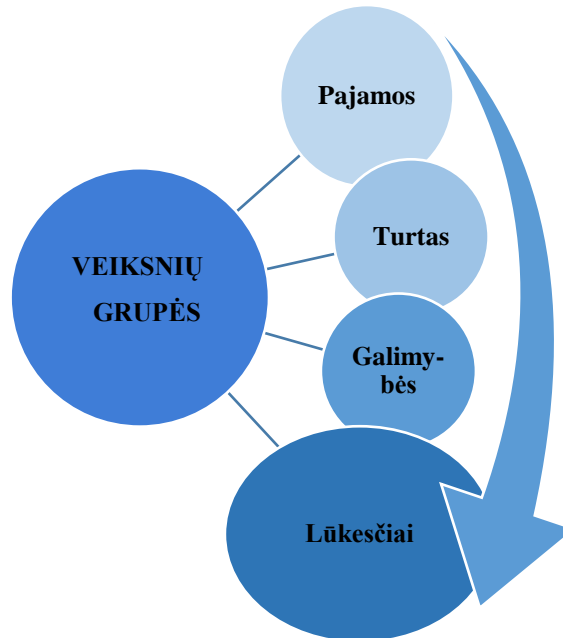 Pajamos
Turtas
VEIKSNIŲ
GRUPĖS
Galimy-
bės
Lūkesčiai